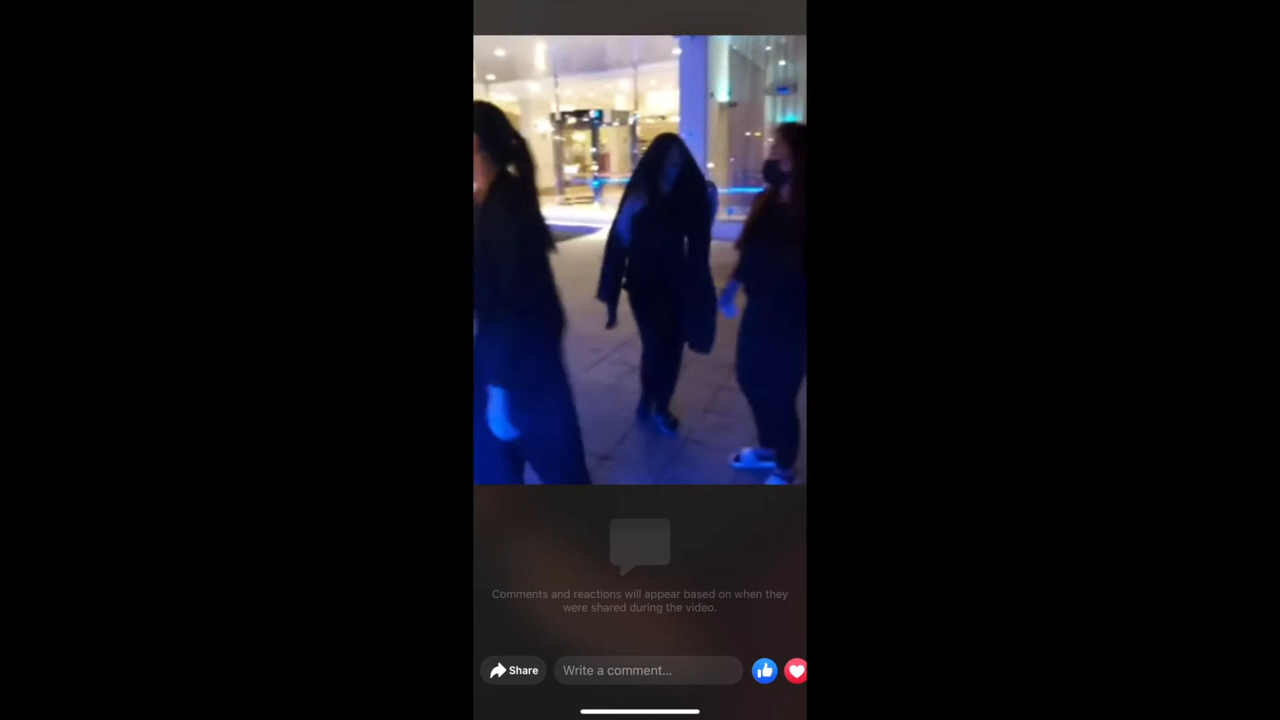 Comments and reactions will appear based on when they
were shared during the video.
Share
Write a comment...